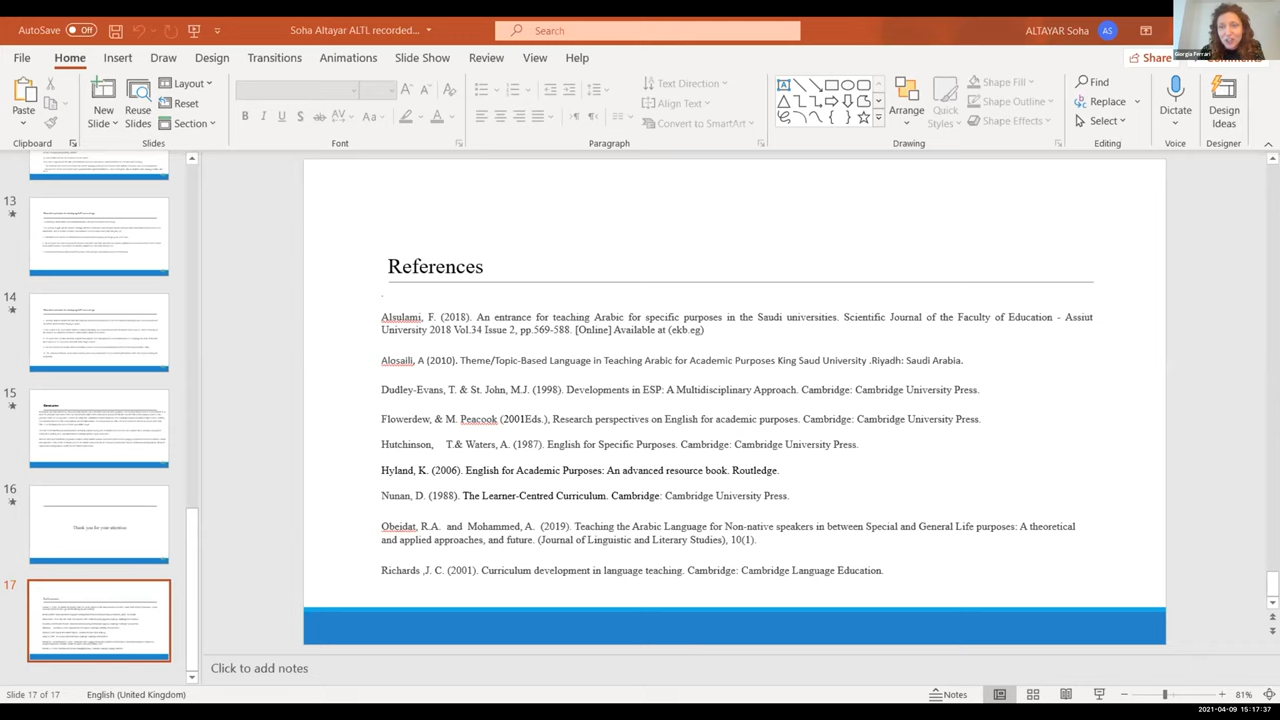 AutoSave Off Soha Altayar ALTL recorded... Search ALTAYAR Soha AS
Giorgia Ferrari
File Home Insert Draw Design Transitions Animations Slide Show Review View Help Share Comments
Paste New Slide Reuse Slides Layout Reset Section
Text Direction Align Text Convert to SmartArt
Arrange Quick Styles Shape Fill Shape Outline Shape Effects
Find Replace Select Dictate Design Ideas
Clipboard Slides Font Paragraph Drawing Editing Voice Designer
13
14
15
16
Thank you for your attention
17
References
Alsulami, F. (2018). An entrance for teaching Arabic for specific purposes in the Saudi universities. Scientific Journal of the Faculty of Education - Assiut
University 2018 Vol.34 Issue 2, pp.569-588. [Online] Available at (ekb.eg)
Alosaili, A (2010). Theme/Topic-Based Language in Teaching Arabic for Academic Purposes King Saud University .Riyadh: Saudi Arabia.
Dudley-Evans, T. & St. John, M.J. (1998). Developments in ESP: A Multidisciplinary Approach. Cambridge: Cambridge University Press.
Flowerdew, & M. Peacock (2001Eds.), Research perspectives on English for academic purposes Cambridge: Cambridge University Press.
Hutchinson, T.& Waters, A. (1987). English for Specific Purposes. Cambridge: Cambridge University Press.
Hyland, K. (2006). English for Academic Purposes: An advanced resource book. Routledge.
Nunan, D. (1988). The Learner-Centred Curriculum. Cambridge: Cambridge University Press.
Obeidat, R.A. and Mohammed, A. (2019). Teaching the Arabic Language for Non-native speakers in between Special and General Life purposes: A theoretical
and applied approaches, and future. (Journal of Linguistic and Literary Studies), 10(1).
Richards ,J. C. (2001). Curriculum development in language teaching. Cambridge: Cambridge Language Education.
Click to add notes
Slide 17 of 17 English (United Kingdom) Notes 81%
2021-04-09 15:17:37